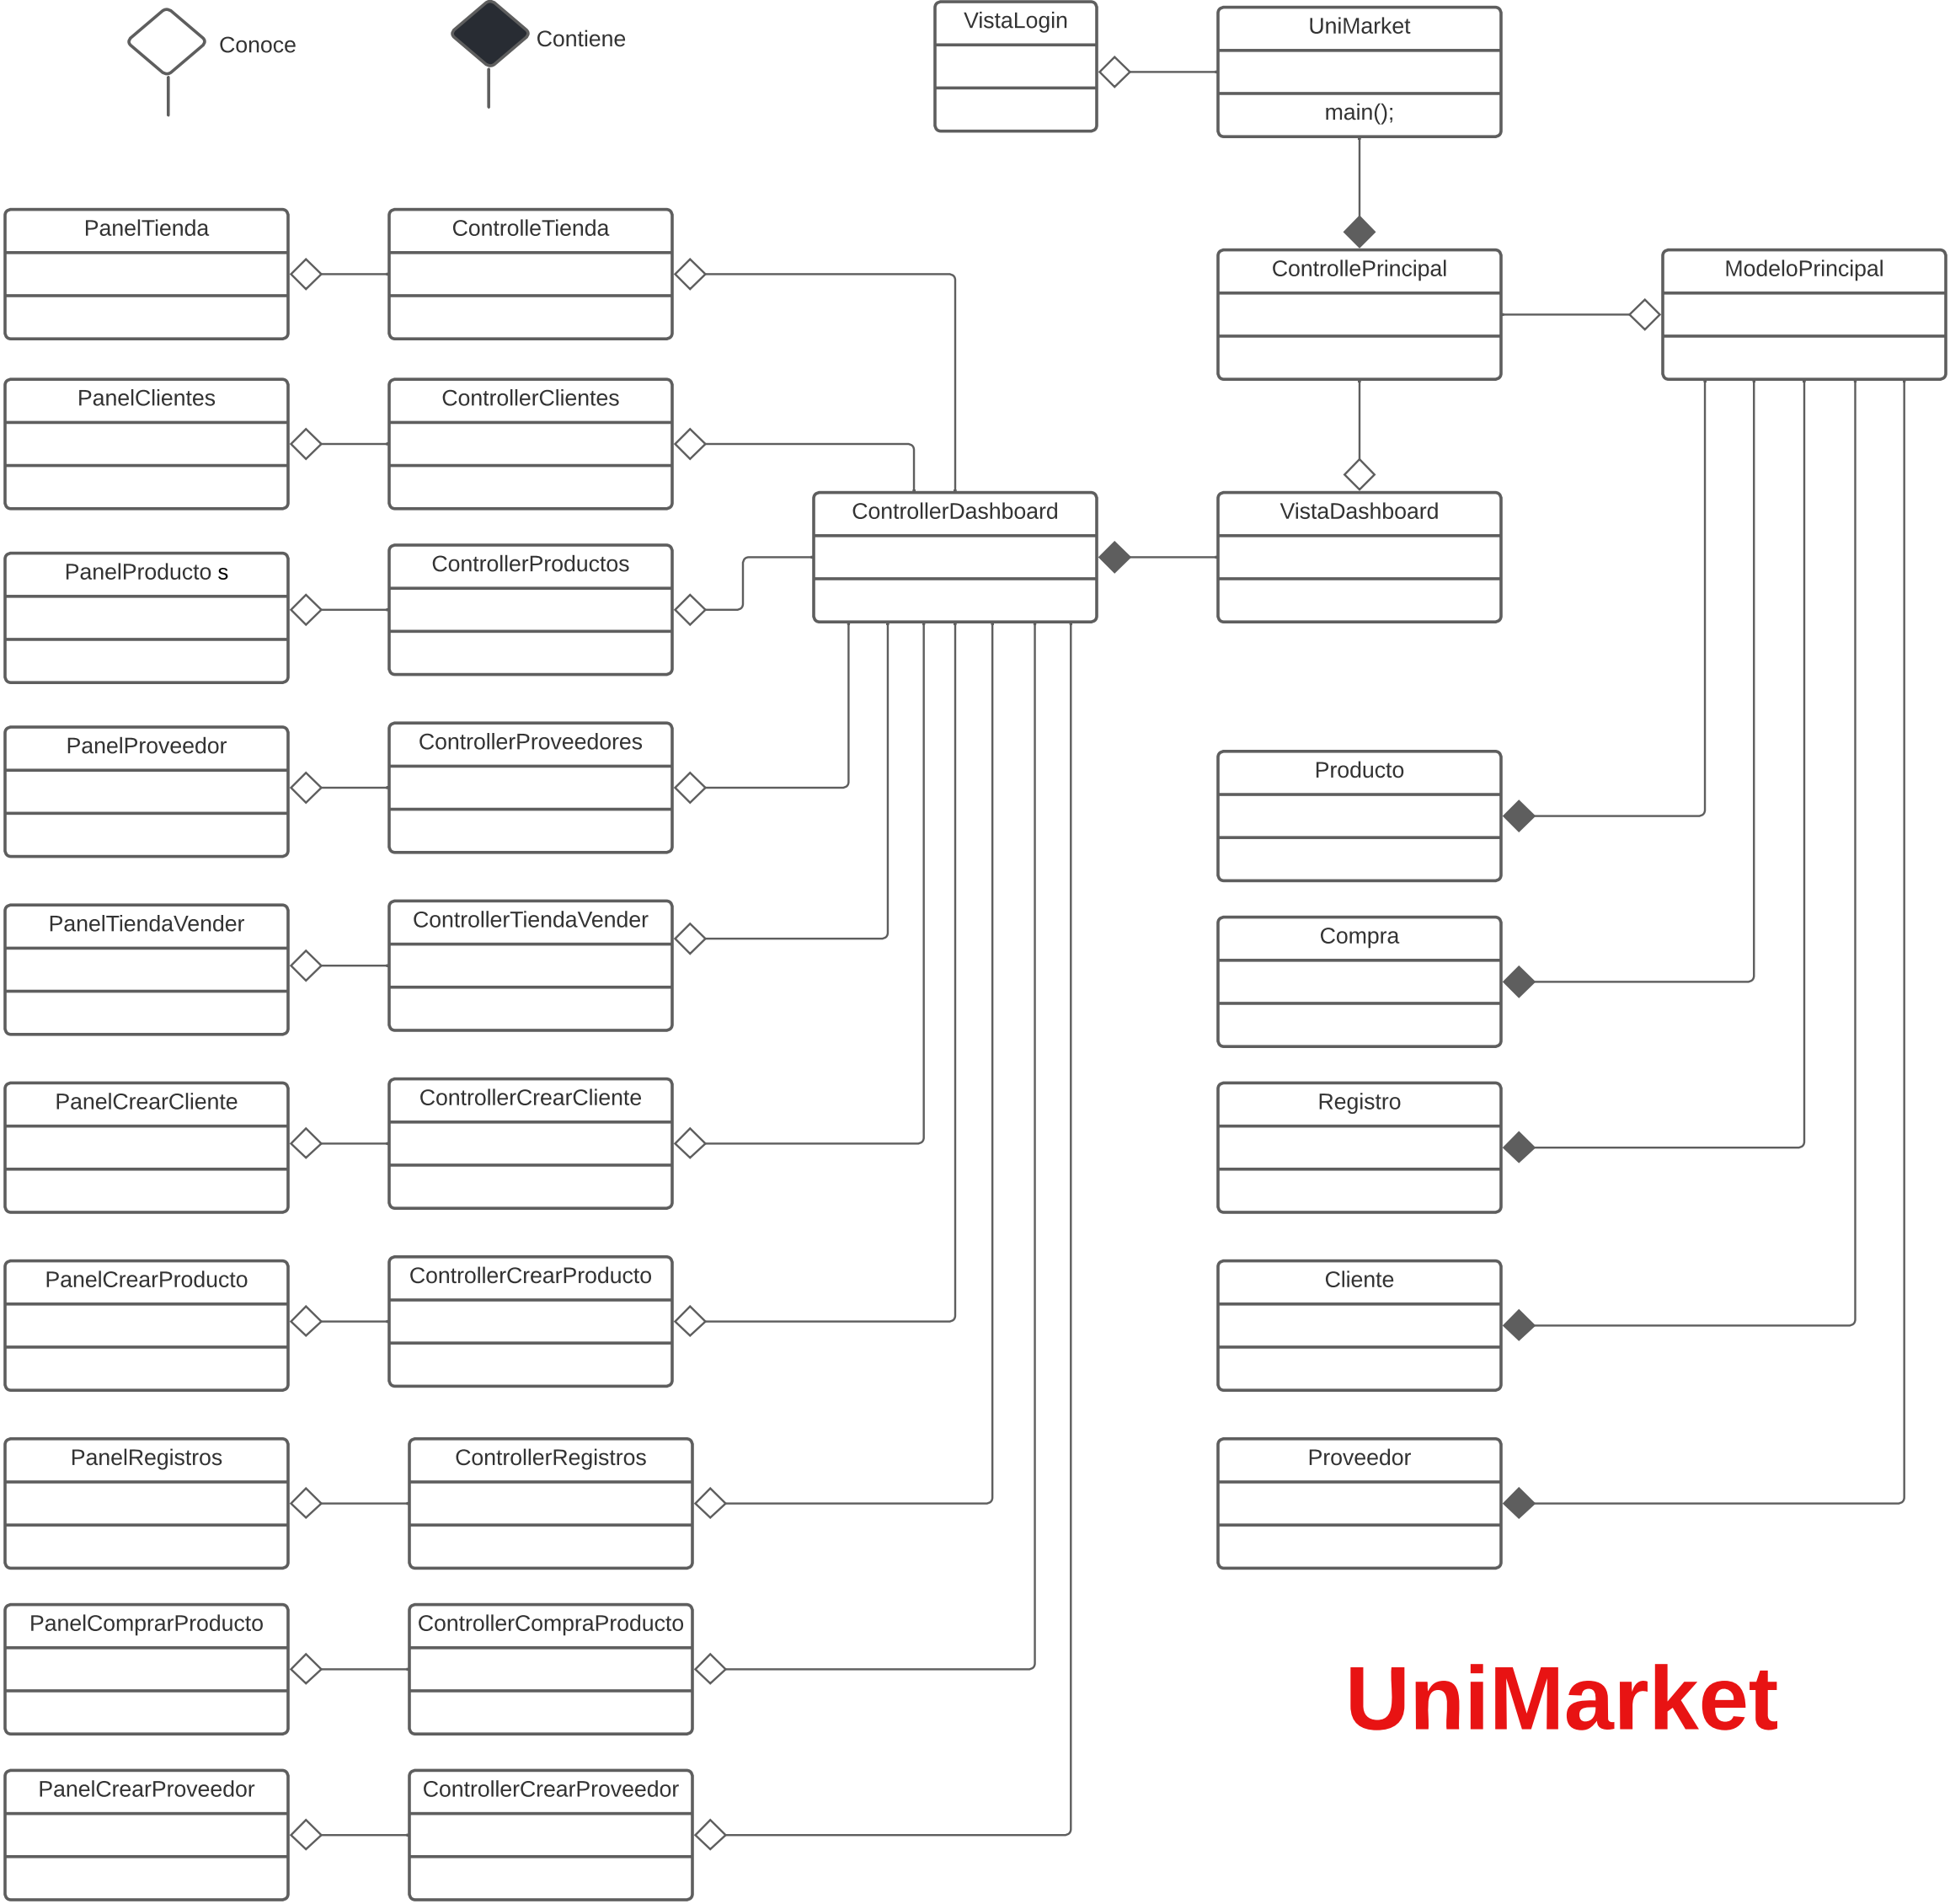 Conoce
Contiene
VistaLogin
UniMarket
main();
PanelTienda
ControlleTienda
ControllePrincipal
ModeloPrincipal
PanelClientes
ControllerClientes
ControllerDashboard
VistaDashboard
PanelProducto s
ControllerProductos
PanelProveedor
ControllerProveedores
Producto
PanelTiendaVender
ControllerTiendaVender
Compra
PanelCrearCliente
ControllerCrearCliente
Registro
PanelCrearProducto
ControllerCrearProducto
Cliente
PanelRegistros
ControllerRegistros
Proveedor
PanelComprarProducto
ControllerCompraProducto
UniMarket
PanelCrearProveedor
ControllerCrearProveedor